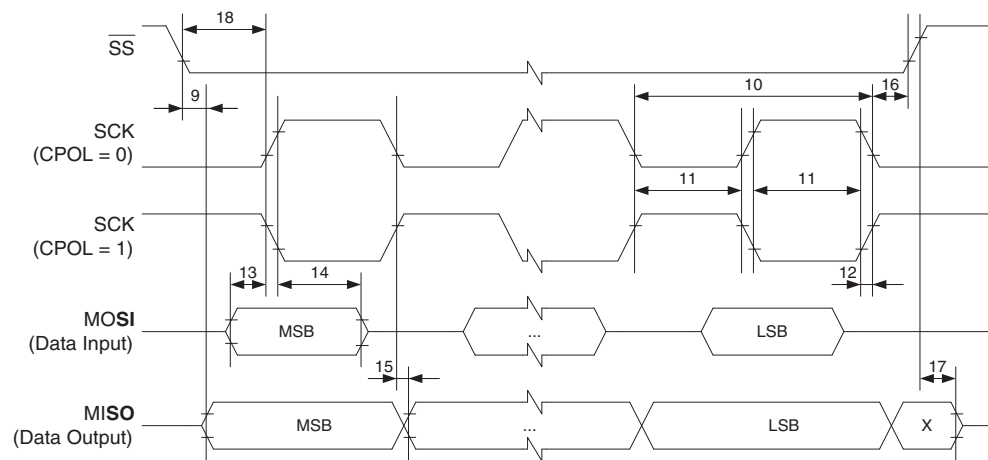 18
SS
9
10
16
SCK
(CPOL = 0)
11
11
SCK
(CPOL = 1)
13
14
12
MOSI
(Data Input)
MSB
...
LSB
15
17
MISO
(Data Output)
MSB
...
LSB
X